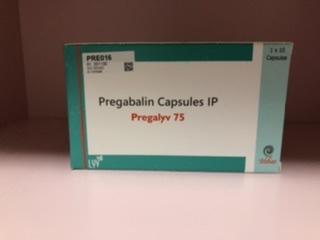 PRE016
1 x 10
Capsules
Pregabalin Capsules IP
Pregalyv 75